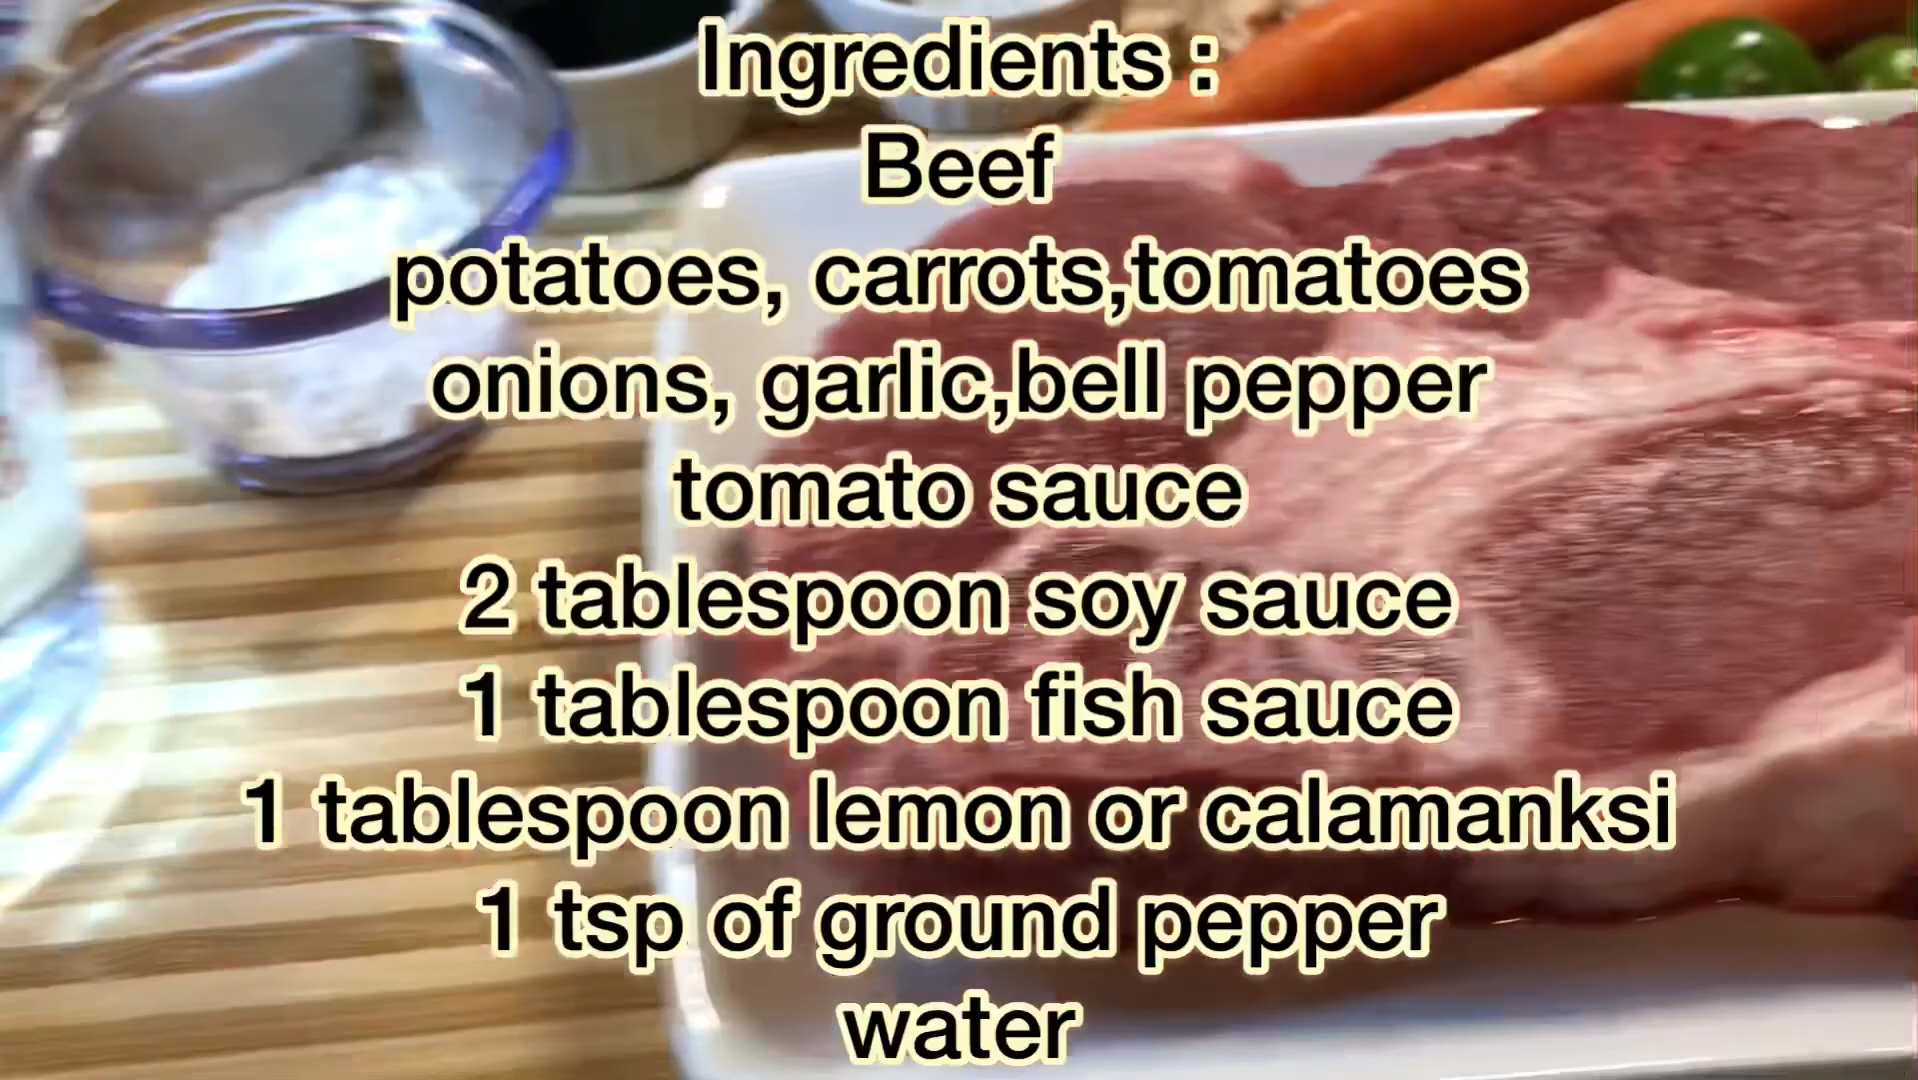 Ingredients :
Beef
potatoes, carrots,tomatoes
onions, garlic,bell pepper
tomato sauce
2 tablespoon soy sauce
1 tablespoon fish sauce
1 tablespoon lemon or calamanksi
1 tsp of ground pepper
water